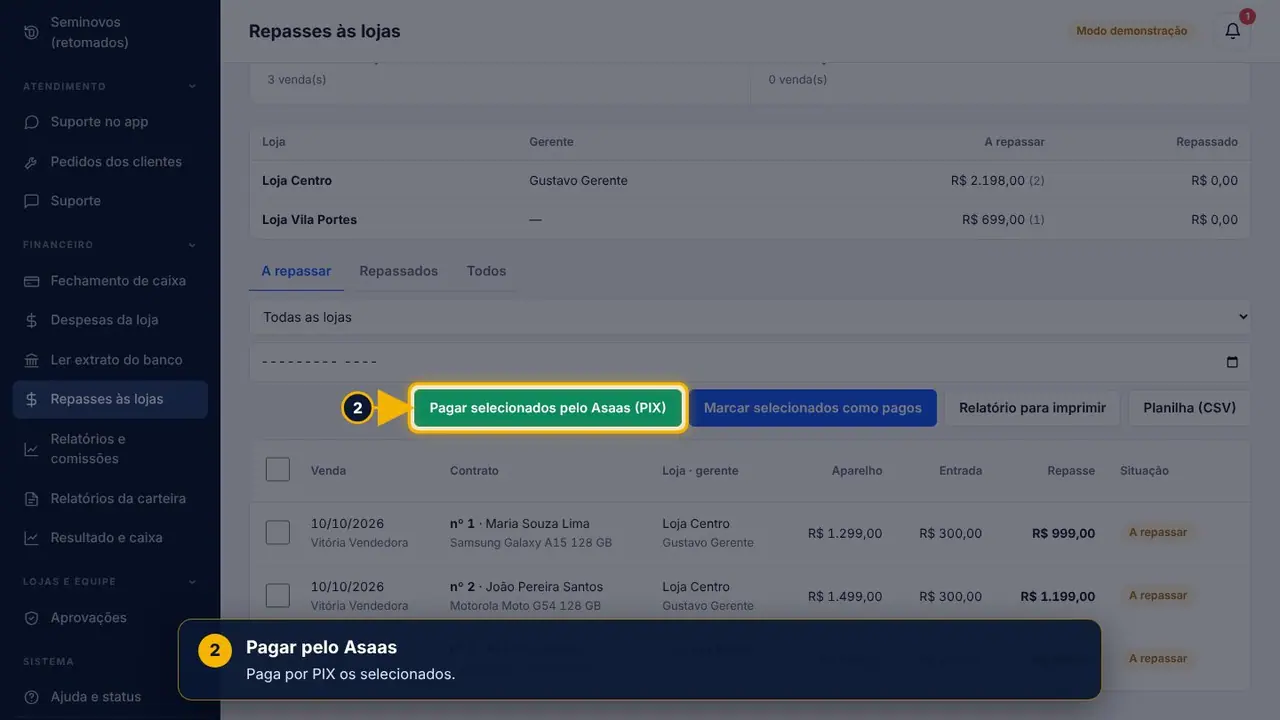 Seminovos
(retomados)
ATENDIMENTO
Suporte no app
Pedidos dos clientes
Suporte
FINANCEIRO
Fechamento de caixa
Despesas da loja
Ler extrato do banco
Repasses às lojas
Relatórios e
comissões
Relatórios da carteira
Resultado e caixa
LOJAS E EQUIPE
Aprovações
SISTEMA
Ajuda e status
Repasses às lojas
Modo demonstração
1
3 venda(s)
0 venda(s)
Loja Gerente A repassar Repassado
Loja Centro Gustavo Gerente R$ 2.198,00 (2) R$ 0,00
Loja Vila Portes — R$ 699,00 (1) R$ 0,00
A repassar Repassados Todos
Todas as lojas
--------- ----
2
Pagar selecionados pelo Asaas (PIX)
Marcar selecionados como pagos
Relatório para imprimir
Planilha (CSV)
Venda Contrato Loja · gerente Aparelho Entrada Repasse Situação
10/10/2026 nº 1 · Maria Souza Lima Loja Centro R$ 1.299,00 R$ 300,00 R$ 999,00 A repassar
Vitória Vendedora Samsung Galaxy A15 128 GB Gustavo Gerente
10/10/2026 nº 2 · João Pereira Santos Loja Centro R$ 1.499,00 R$ 300,00 R$ 1.199,00 A repassar
Vitória Vendedora Motorola Moto G54 128 GB Gustavo Gerente
A repassar
2
Pagar pelo Asaas
Paga por PIX os selecionados.